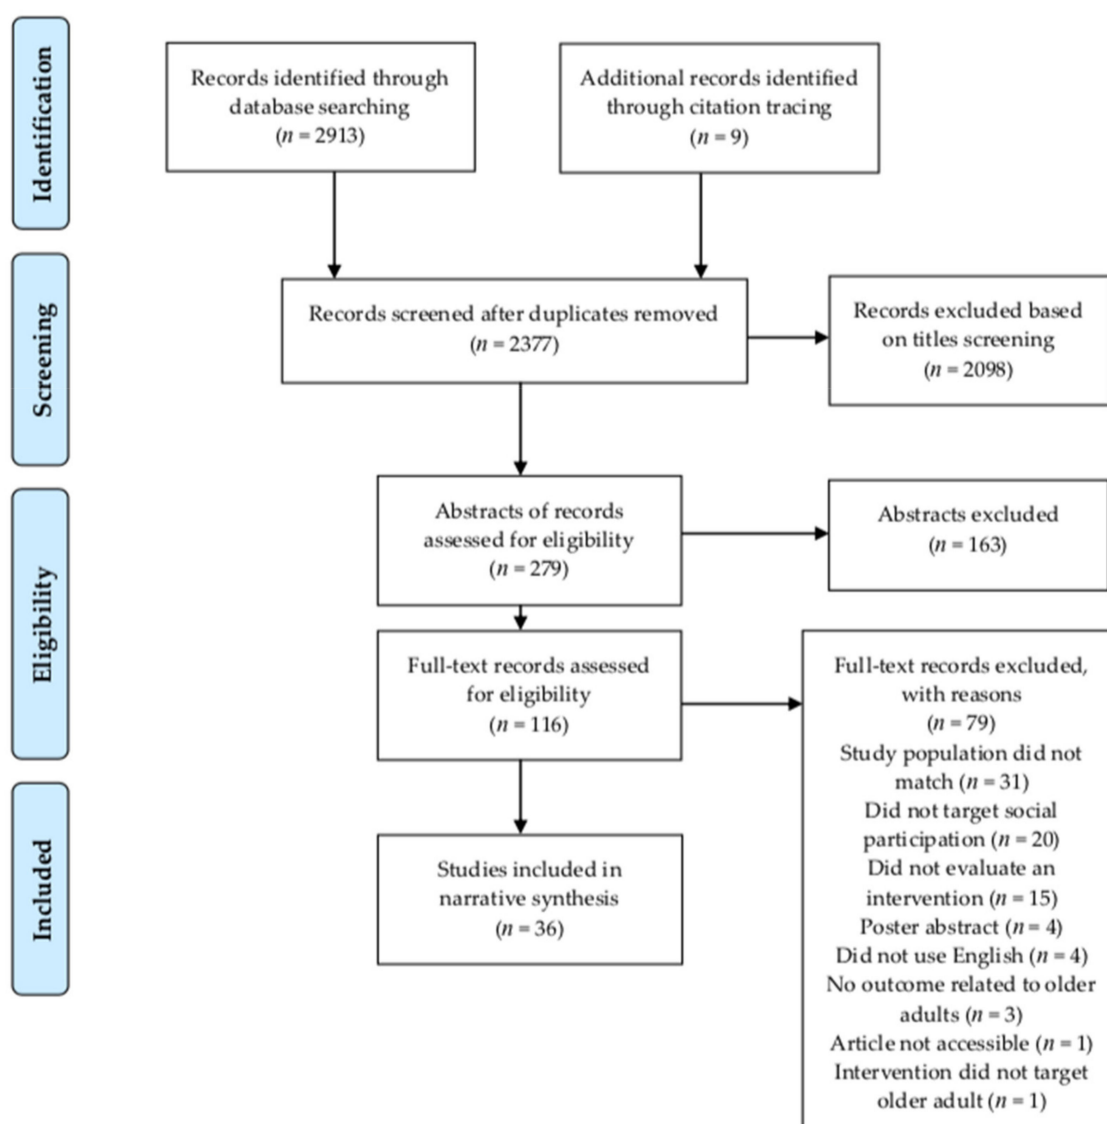 Identification
Records identified through
database searching
(n = 2913)
Additional records identified
through citation tracing
(n = 9)
Screening
Records screened after duplicates removed
(n = 2377)
Records excluded based
on titles screening
(n = 2098)
Eligibility
Abstracts of records
assessed for eligibility
(n = 279)
Abstracts excluded
(n = 163)
Full-text records assessed
for eligibility
(n = 116)
Full-text records excluded,
with reasons
(n = 79)
Study population did not
match (n = 31)
Did not target social
participation (n = 20)
Did not evaluate an
intervention (n = 15)
Poster abstract (n = 4)
Did not use English (n = 4)
No outcome related to older
adults (n = 3)
Article not accessible (n = 1)
Intervention did not target
older adult (n = 1)
Included
Studies included in
narrative synthesis
(n = 36)